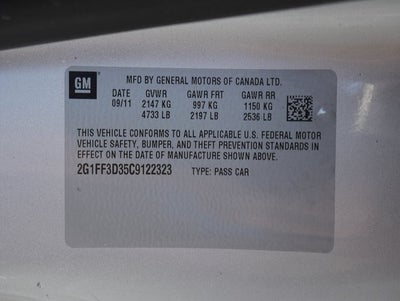 GM
MFD BY GENERAL MOTORS OF CANADA LTD.
DATE GVWR GAWR FRT GAWR RR
09/11 2147 KG 997 KG 1150 KG
4733 LB 2197 LB 2536 LB
THIS VEHICLE CONFORMS TO ALL APPLICABLE U.S. FEDERAL MOTOR
VEHICLE SAFETY, BUMPER, AND THEFT PREVENTION STANDARDS IN
EFFECT ON THE DATE OF MANUFACTURE SHOWN ABOVE.
2G1FF3D35C9122323 TYPE: PASS CAR